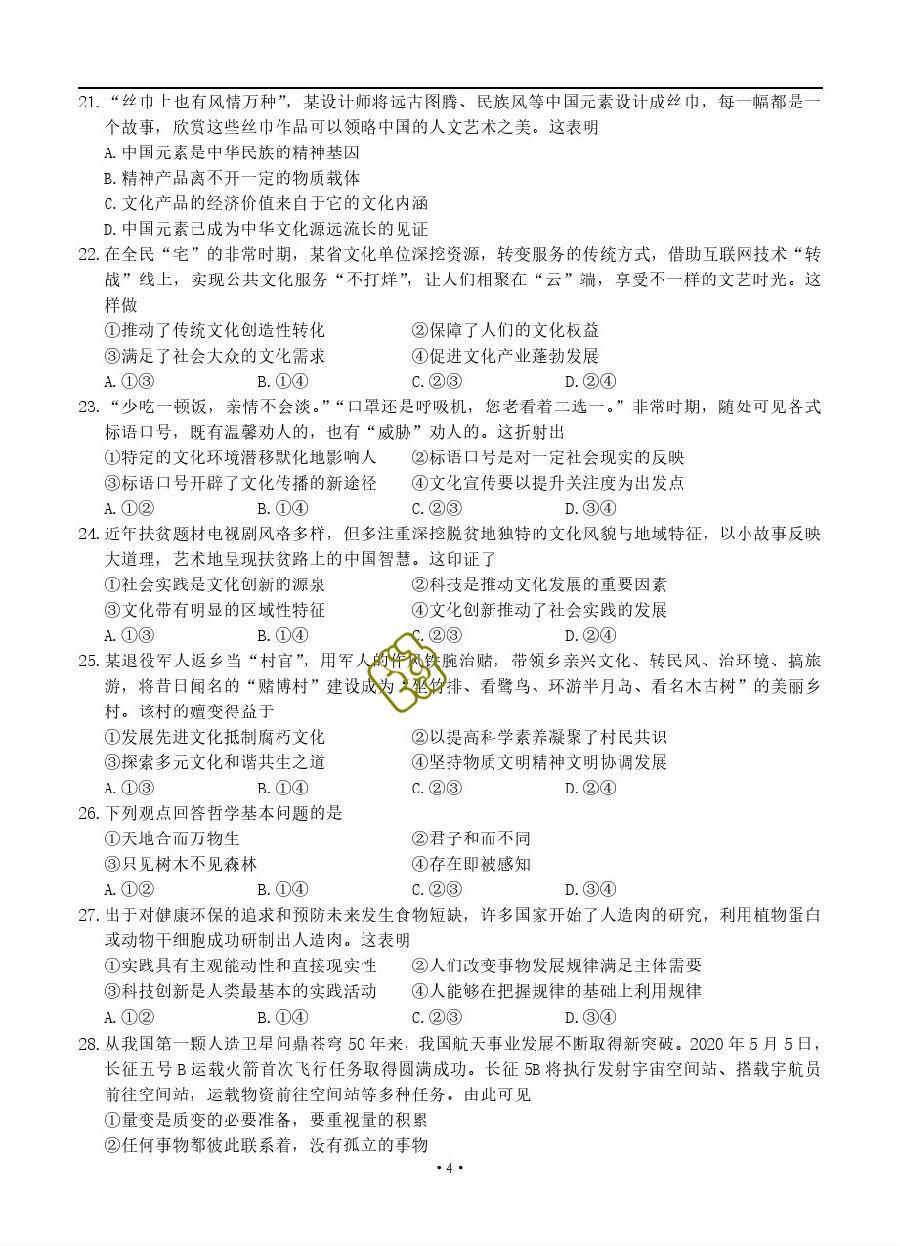 21.“丝巾上也有风情万种”，某设计师将远古图腾、民族风等中国元素设计成丝巾，每一幅都是一
个故事，欣赏这些丝巾作品可以领略中国的人文艺术之美。这表明
A.中国元素是中华民族的精神基因
B.精神产品离不开一定的物质载体
C.文化产品的经济价值来自于它的文化内涵
D.中国元素已成为中华文化源远流长的见证
22.在全民“宅”的非常时期，某省文化单位深挖资源，转变服务的传统方式，借助互联网技术“转
战”线上，实现公共文化服务“不打烊”，让人们相聚在“云”端，享受不一样的文艺时光。这
样做
①推动了传统文化创造性转化 ②保障了人们的文化权益
③满足了社会大众的文化需求 ④促进文化产业蓬勃发展
A.①③ B.①④ C.②③ D.②④
23.“少吃一顿饭，亲情不会淡。”“口罩还是呼吸机，您老看着二选一。”非常时期，随处可见各式
标语口号，既有温馨劝人的，也有“威胁”劝人的。这折射出
①特定的文化环境潜移默化地影响人 ②标语口号是对一定社会现实的反映
③标语口号开辟了文化传播的新途径 ④文化宣传要以提升关注度为出发点
A.①② B.①④ C.②③ D.③④
24.近年扶贫题材电视剧风格多样，但多注重深挖脱贫地独特的文化风貌与地域特征，以小故事反映
大道理，艺术地呈现扶贫路上的中国智慧。这印证了
①社会实践是文化创新的源泉 ②科技是推动文化发展的重要因素
③文化带有明显的区域性特征 ④文化创新推动了社会实践的发展
A.①③ B.①④ C.②③ D.②④
25.某退役军人返乡当“村官”，用军人的作风铁腕治赌，带领乡亲兴文化、转民风、治环境、搞旅
游，将昔日闻名的“赌博村”建设成为“坐竹排、看鹭鸟、环游半月岛、看名木古树”的美丽乡
村。该村的嬗变得益于
①发展先进文化抵制腐朽文化 ②以提高科学素养凝聚了村民共识
③探索多元文化和谐共生之道 ④坚持物质文明精神文明协调发展
A.①③ B.①④ C.②③ D.②④
26.下列观点回答哲学基本问题的是
①天地合而万物生 ②君子和而不同
③只见树木不见森林 ④存在即被感知
A.①② B.①④ C.②③ D.③④
27.出于对健康环保的追求和预防未来发生食物短缺，许多国家开始了人造肉的研究，利用植物蛋白
或动物干细胞成功研制出人造肉。这表明
①实践具有主观能动性和直接现实性 ②人们改变事物发展规律满足主体需要
③科技创新是人类最基本的实践活动 ④人能够在把握规律的基础上利用规律
A.①② B.①④ C.②③ D.③④
28.从我国第一颗人造卫星问鼎苍穹 50 年来，我国航天事业发展不断取得新突破。2020 年 5 月 5 日，
长征五号 B 运载火箭首次飞行任务取得圆满成功。长征 5B 将执行发射宇宙空间站、搭载宇航员
前往空间站，运载物资前往空间站等多种任务。由此可见
①量变是质变的必要准备，要重视量的积累
②任何事物都彼此联系着，没有孤立的事物
•4•